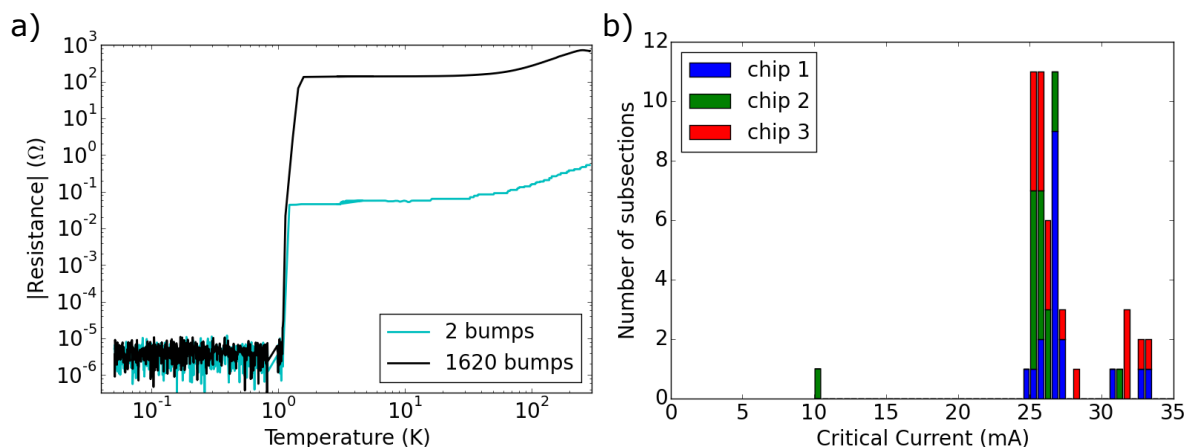 a)
|Resistance| (Ω)
10³
10²
10¹
10⁰
10⁻¹
10⁻²
10⁻³
10⁻⁴
10⁻⁵
10⁻⁶
2 bumps
1620 bumps
10⁻¹
10⁰
10¹
10²
Temperature (K)
b)
Number of subsections
12
10
8
6
4
2
0
chip 1
chip 2
chip 3
0
5
10
15
20
25
30
35
Critical Current (mA)